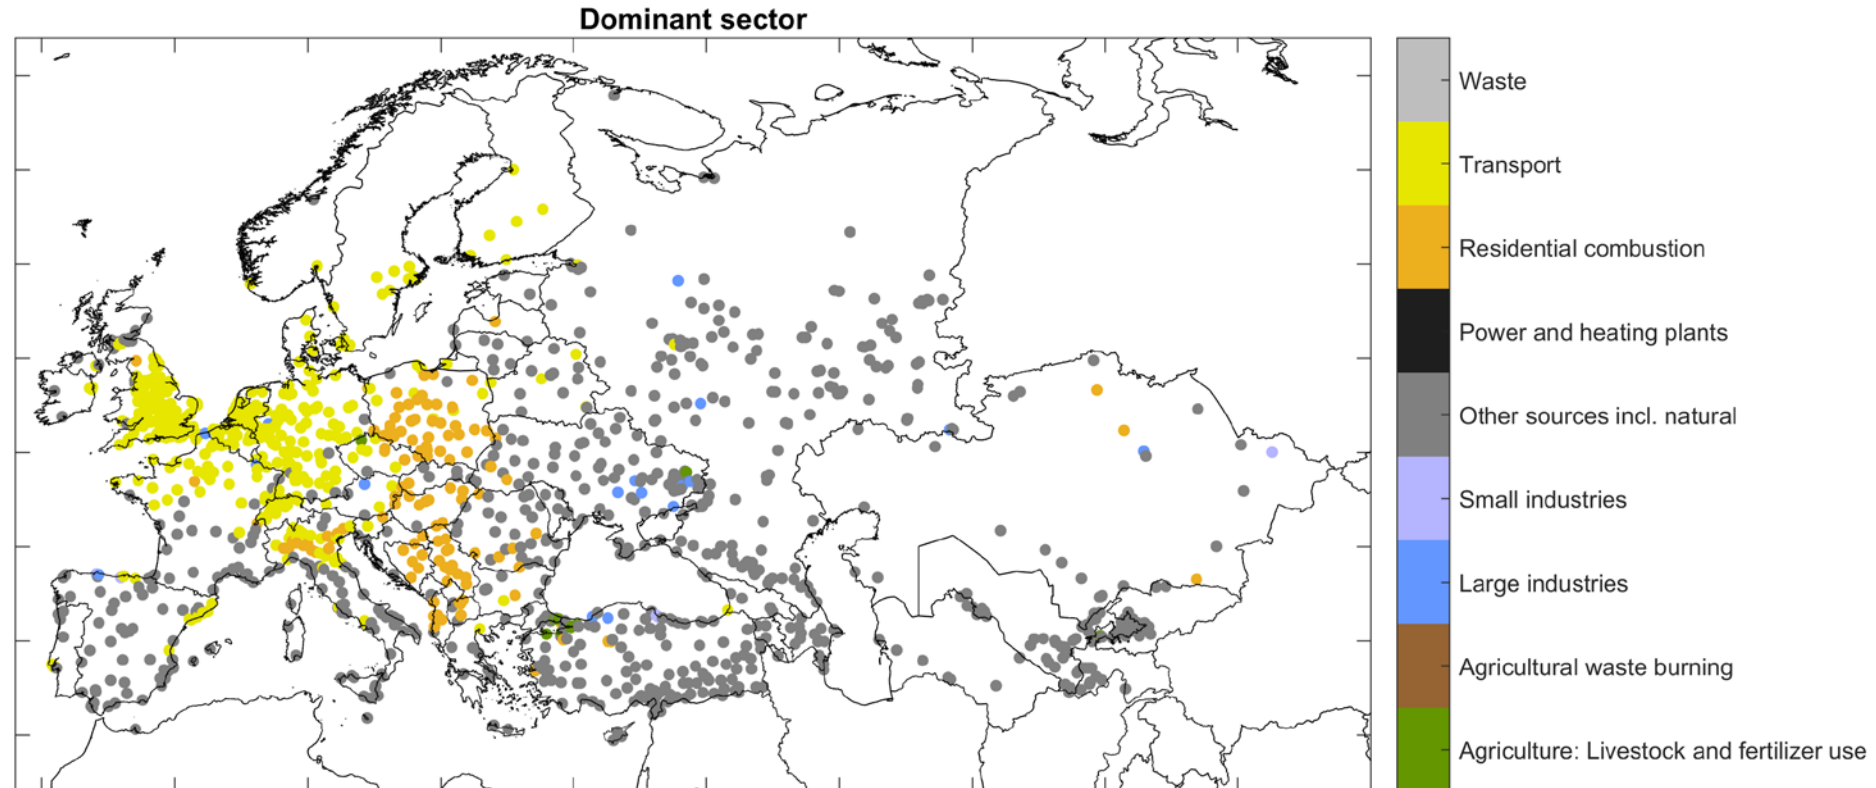 Dominant sector
Waste
Transport
Residential combustion
Power and heating plants
Other sources incl. natural
Small industries
Large industries
Agricultural waste burning
Agriculture: Livestock and fertilizer use